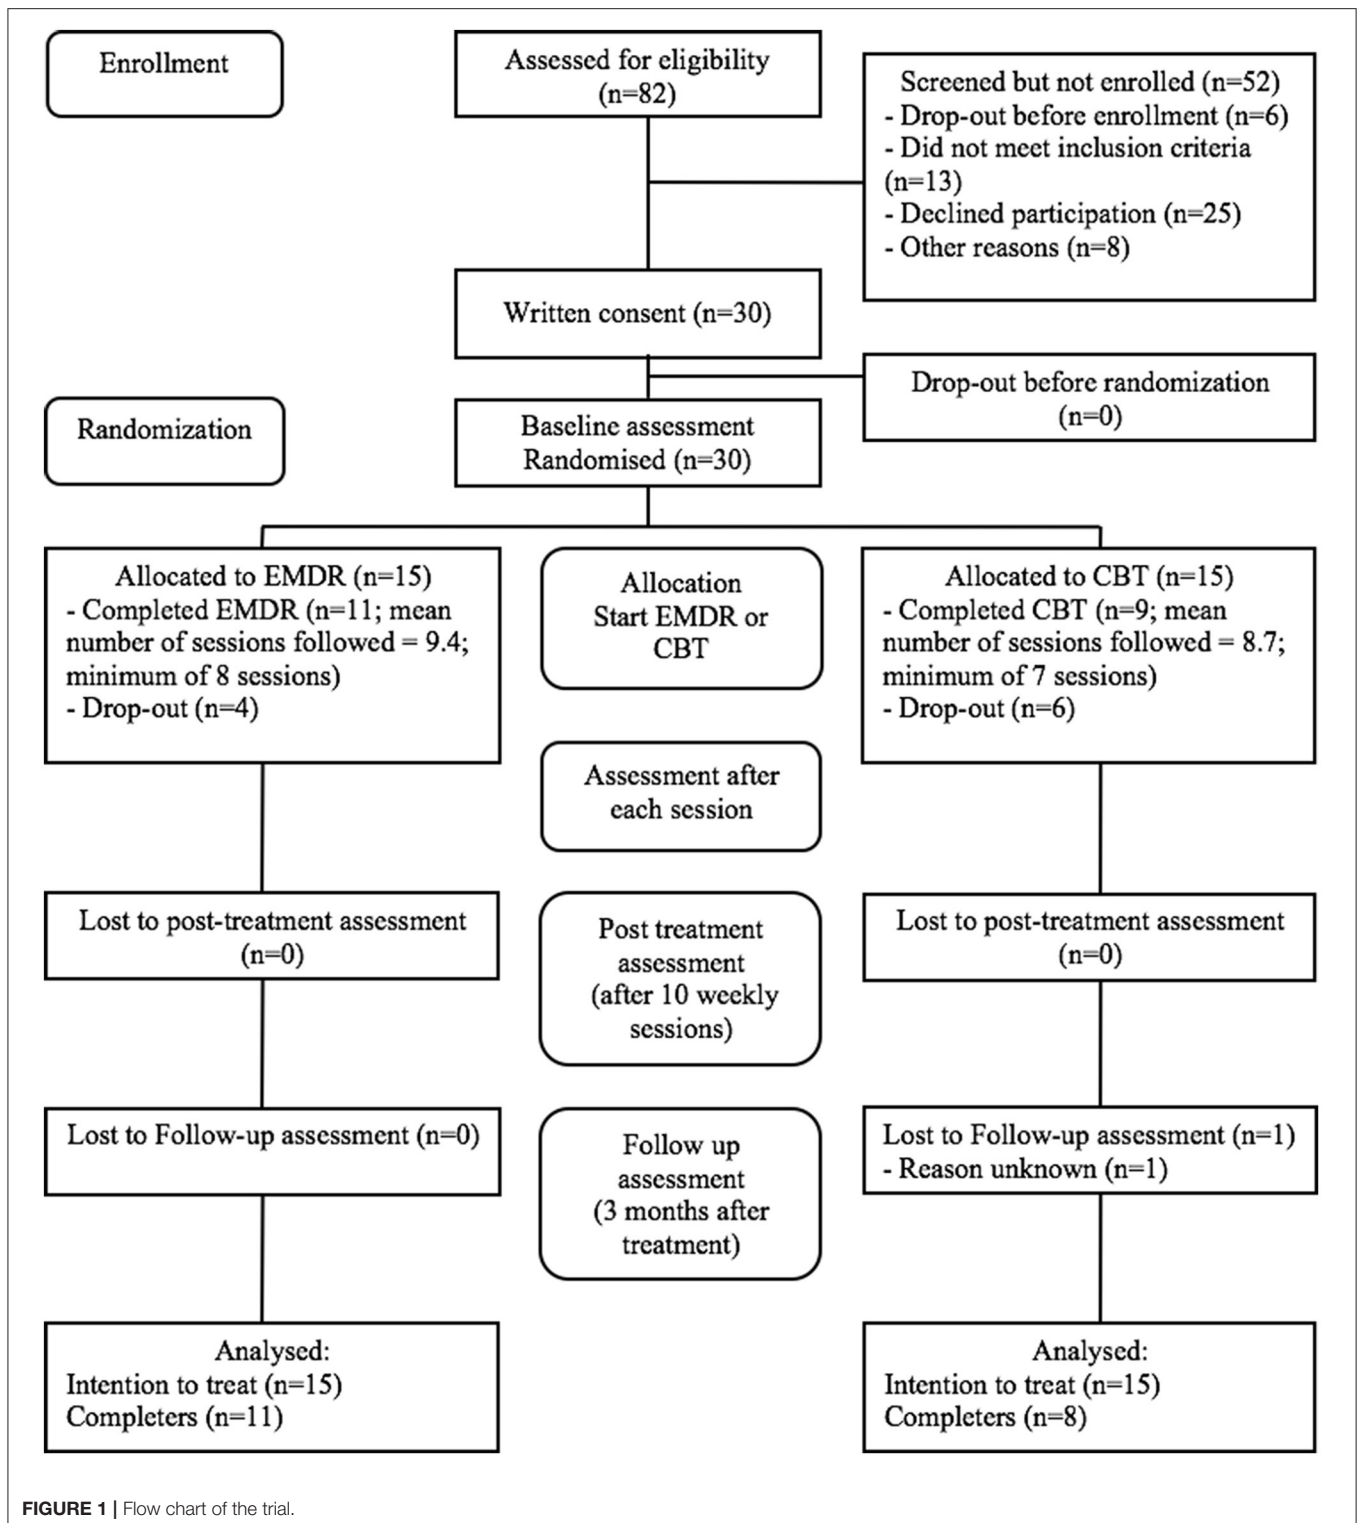 Enrollment
Assessed for eligibility
(n=82)
Screened but not enrolled (n=52)
- Drop-out before enrollment (n=6)
- Did not meet inclusion criteria
(n=13)
- Declined participation (n=25)
- Other reasons (n=8)
Written consent (n=30)
Drop-out before randomization
(n=0)
Randomization
Baseline assessment
Randomised (n=30)
Allocated to EMDR (n=15)
- Completed EMDR (n=11; mean
number of sessions followed = 9.4;
minimum of 8 sessions)
- Drop-out (n=4)
Allocation
Start EMDR or
CBT
Allocated to CBT (n=15)
- Completed CBT (n=9; mean
number of sessions followed = 8.7;
minimum of 7 sessions)
- Drop-out (n=6)
Assessment after
each session
Lost to post-treatment assessment
(n=0)
Post treatment
assessment
(after 10 weekly
sessions)
Lost to post-treatment assessment
(n=0)
Lost to Follow-up assessment (n=0)
Follow up
assessment
(3 months after
treatment)
Lost to Follow-up assessment (n=1)
- Reason unknown (n=1)
Analysed:
Intention to treat (n=15)
Completers (n=11)
Analysed:
Intention to treat (n=15)
Completers (n=8)
FIGURE 1 | Flow chart of the trial.